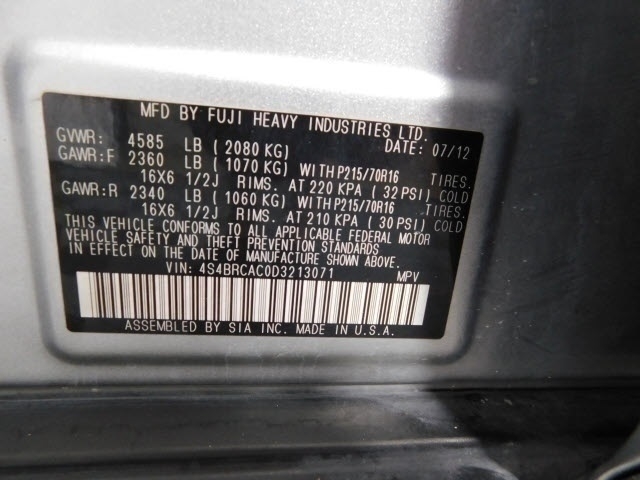 MFD BY FUJI HEAVY INDUSTRIES LTD.
GVWR: 4585 LB ( 2080 KG) DATE: 07/12
GAWR:F 2360 LB ( 1070 KG) WITH P215/70R16 TIRES.
16X6 1/2J RIMS. AT 220 KPA ( 32 PSI) COLD
GAWR:R 2340 LB ( 1060 KG) WITH P215/70R16 TIRES.
16X6 1/2J RIMS. AT 210 KPA ( 30 PSI) COLD
THIS VEHICLE CONFORMS TO ALL APPLICABLE FEDERAL MOTOR
VEHICLE SAFETY AND THEFT PREVENTION STANDARDS
IN EFFECT ON THE DATE OF MANUFACTURE SHOWN ABOVE.
VIN: 4S4BRCAC0D3213071 MPV
ASSEMBLED BY SIA INC. MADE IN U.S.A.